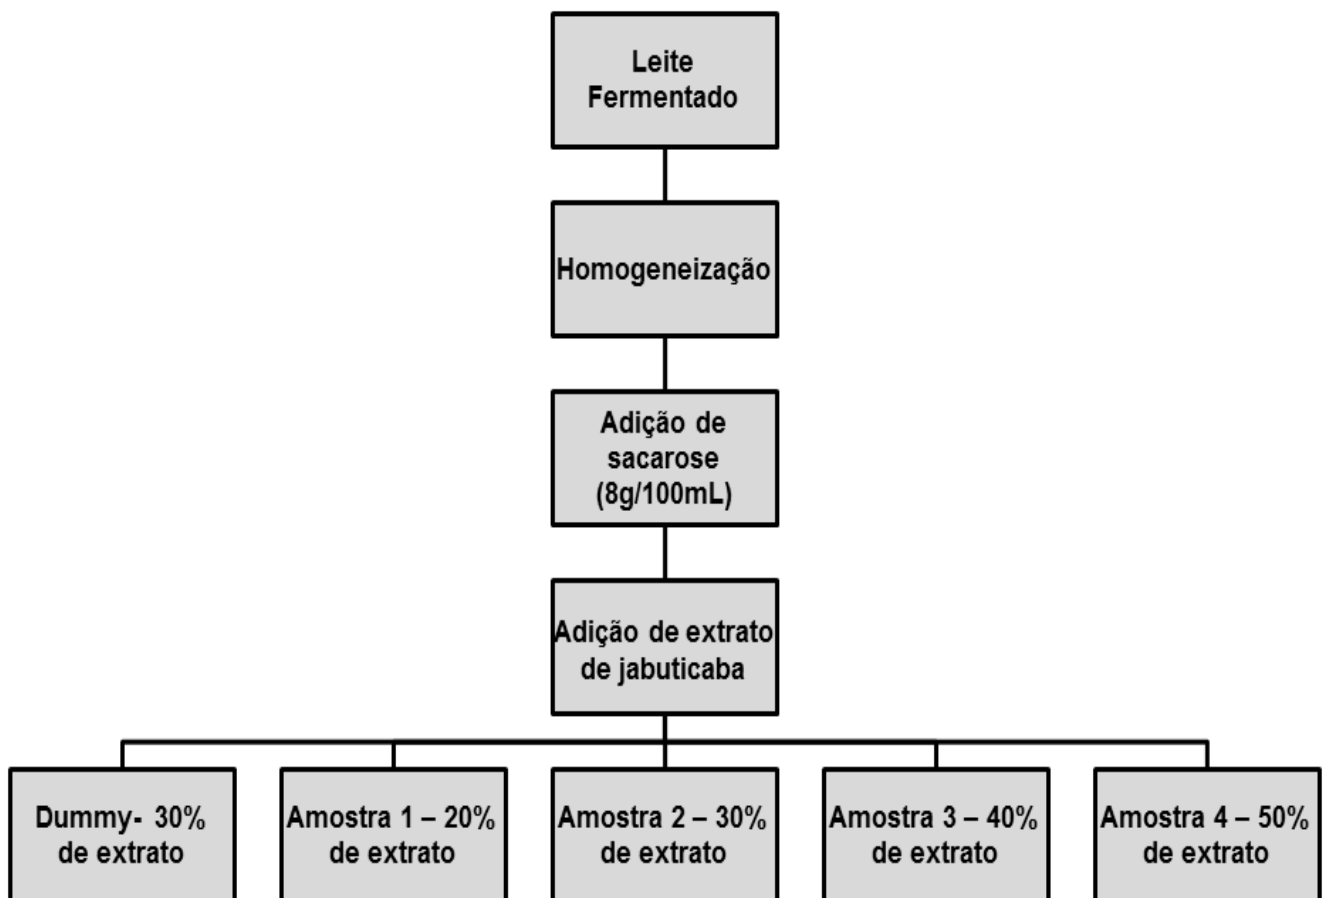 Leite
Fermentado
Homogeneização
Adição de
sacarose
(8g/100mL)
Adição de extrato
de jabuticaba
Dummy- 30%
de extrato
Amostra 1 – 20%
de extrato
Amostra 2 – 30%
de extrato
Amostra 3 – 40%
de extrato
Amostra 4 – 50%
de extrato